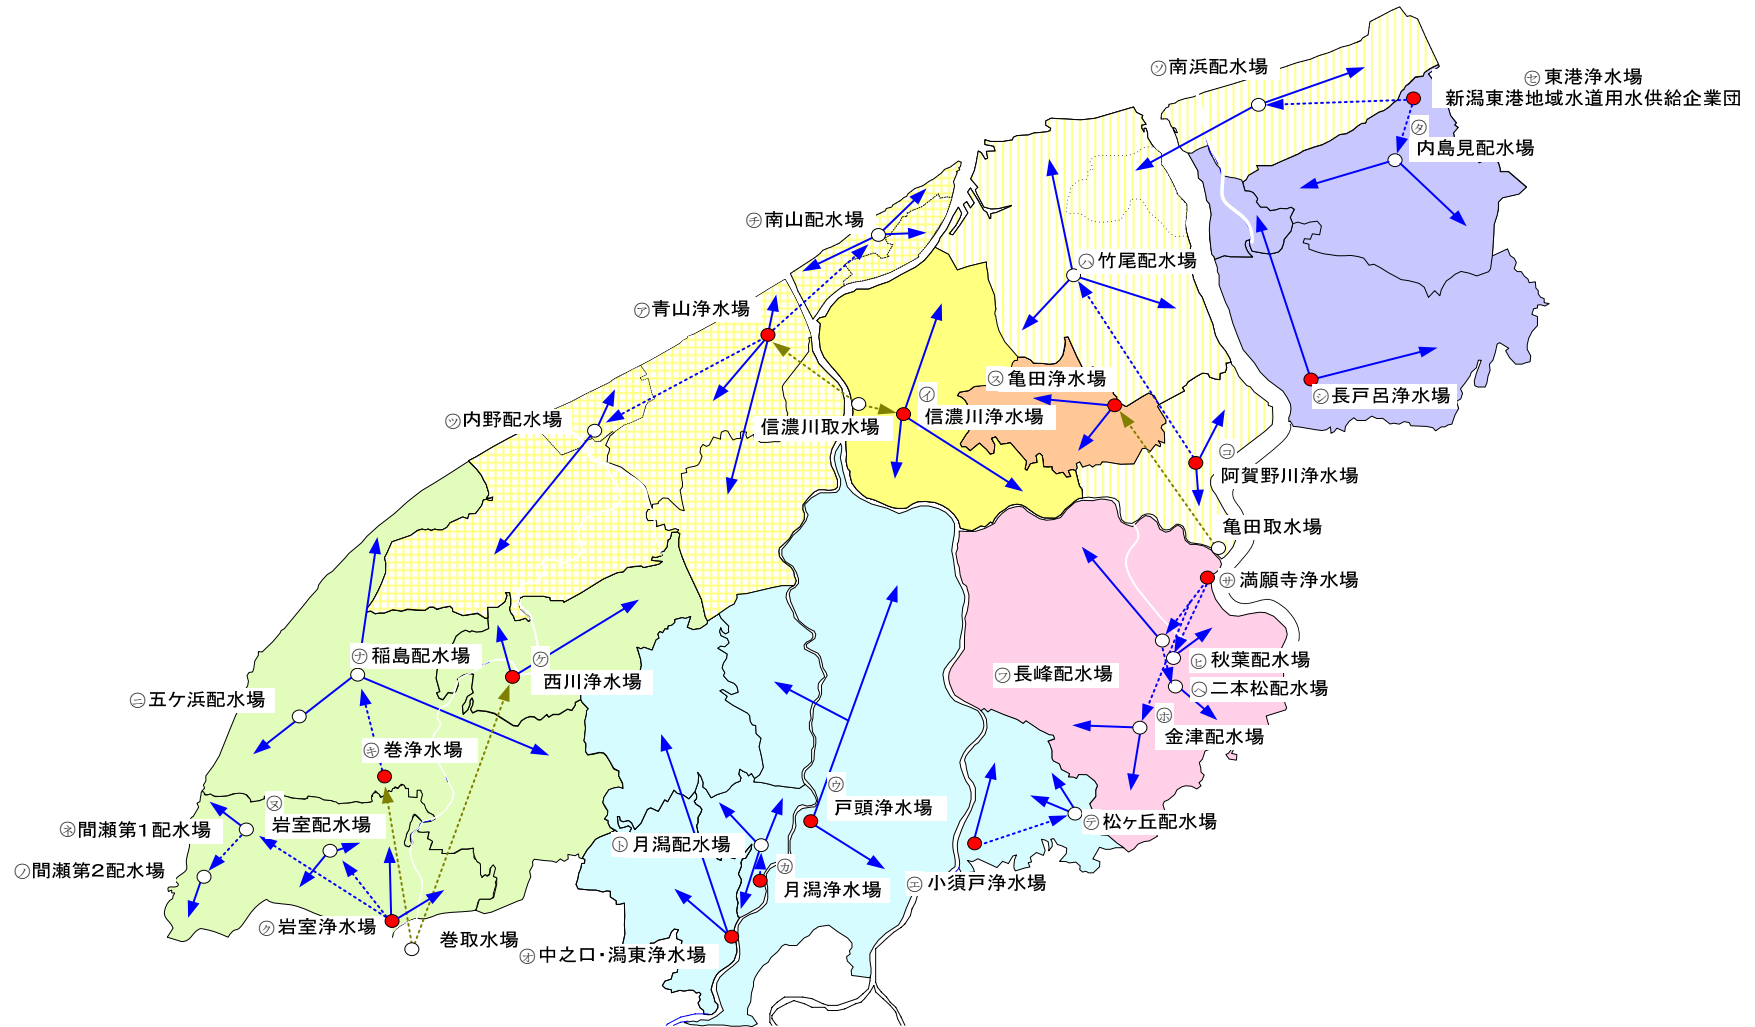 ㋞南浜配水場
㋝東港浄水場
新潟東港地域水道用水供給企業団
㋟
内島見配水場
㋠南山配水場
㋩竹尾配水場
㋐青山浄水場
㋜亀田浄水場
㋑
信濃川浄水場
㋛長戸呂浄水場
㋡内野配水場
信濃川取水場
㋙
阿賀野川浄水場
亀田取水場
㋚満願寺浄水場
㋤稲島配水場
㋘
西川浄水場
㋪秋葉配水場
㋫長峰配水場
㋬二本松配水場
㋥五ケ浜配水場
㋭
金津配水場
㋖巻浄水場
㋒
戸頭浄水場
㋦
岩室配水場
㋧間瀬第1配水場
㋢松ヶ丘配水場
㋣月潟配水場
㋨間瀬第2配水場
㋕
月潟浄水場
㋓小須戸浄水場
㋗岩室浄水場
巻取水場
㋔中之口・潟東浄水場